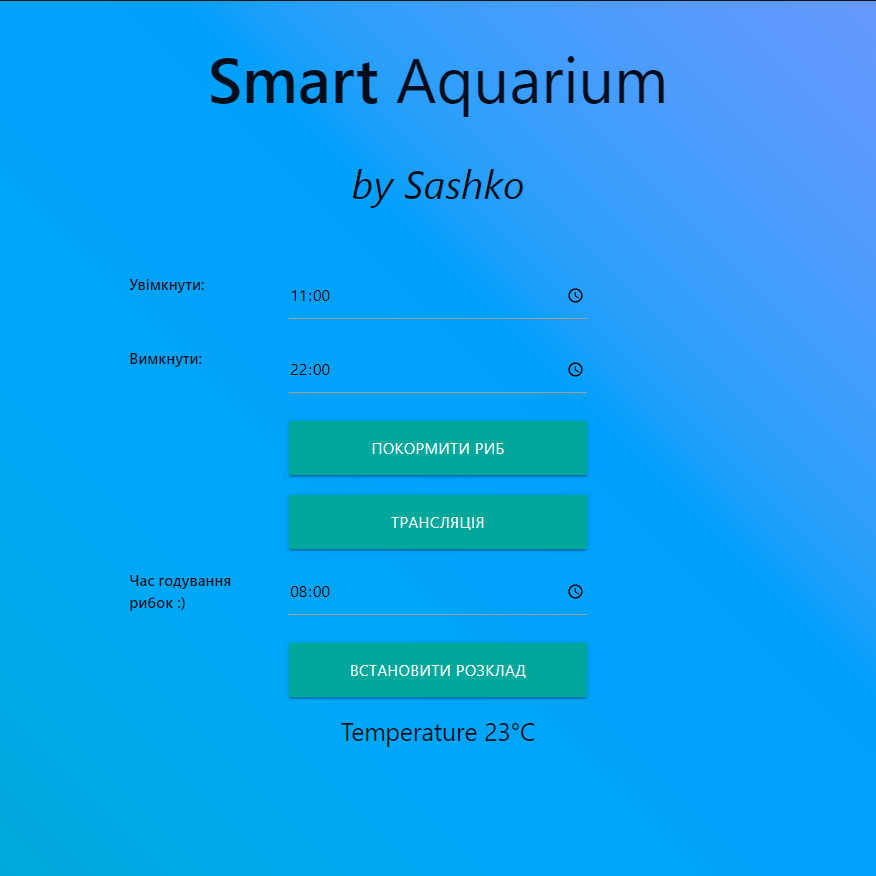 Smart Aquarium
by Sashko
Увімкнути:
11:00
Вимкнути:
22:00
ПОКОРМИТИ РИБ
ТРАНСЛЯЦІЯ
Час годування
рибок :)
08:00
ВСТАНОВИТИ РОЗКЛАД
Temperature 23°C